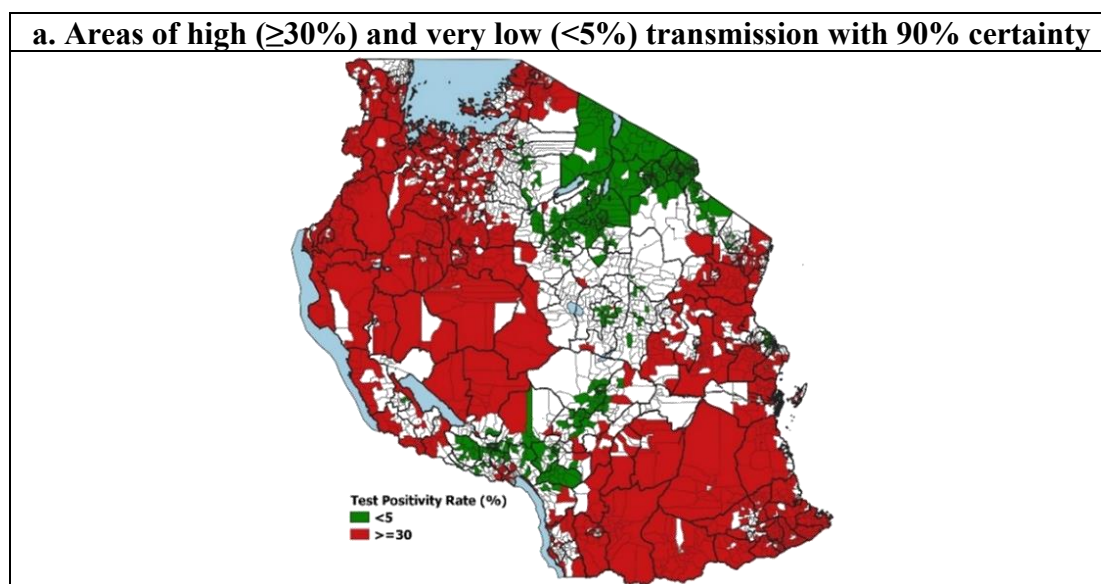 a. Areas of high (≥30%) and very low (<5%) transmission with 90% certainty
Test Positivity Rate (%)
<5
>=30